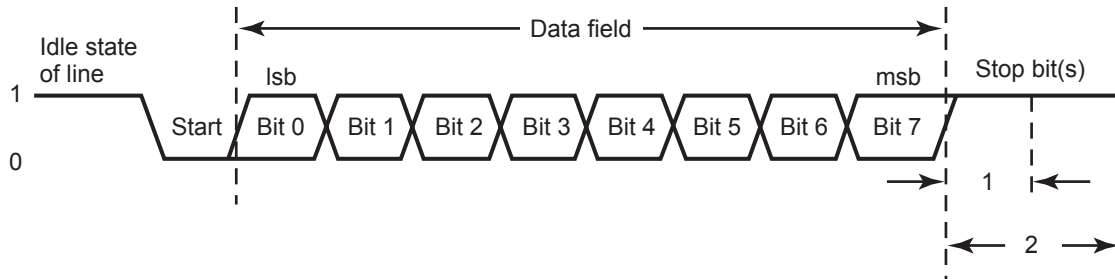 Data field
Idle state
of line
lsb
msb
Stop bit(s)
1
Start
Bit 0
Bit 1
Bit 2
Bit 3
Bit 4
Bit 5
Bit 6
Bit 7
0
1
2